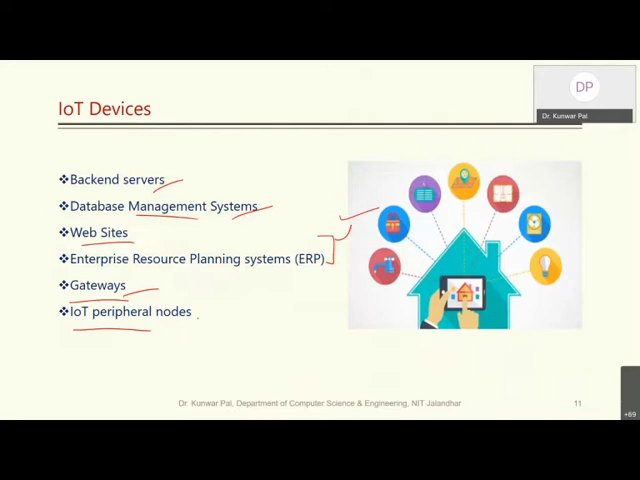 IoT Devices
DP
Dr. Kunwar Pal
❖Backend servers
❖Database Management Systems
❖Web Sites
❖Enterprise Resource Planning systems (ERP)
❖Gateways
❖IoT peripheral nodes
Dr. Kunwar Pal, Department of Computer Science & Engineering, NIT Jalandhar
11
+69